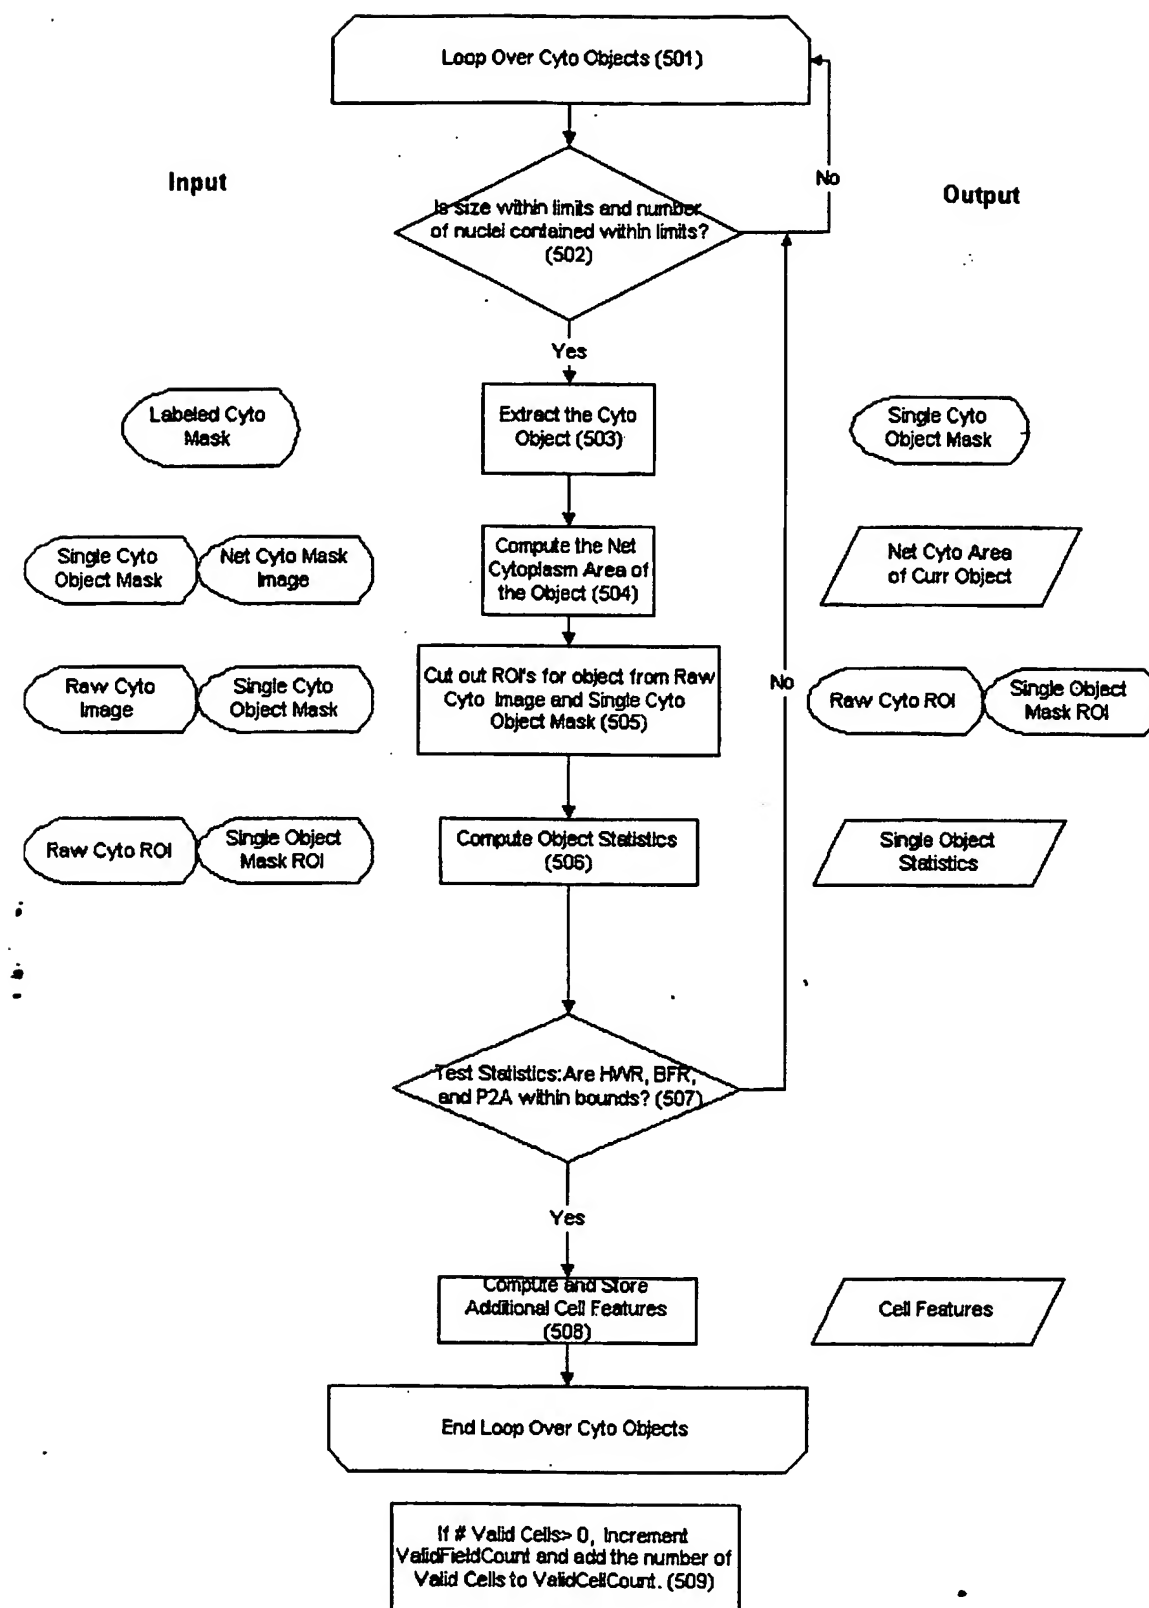 Loop Over Cyto Objects (501)
Input
No
Output
Is size within limits and number
of nuclei contained within limits?
(502)
Yes
Labeled Cyto
Mask
Extract the Cyto
Object (503)
Single Cyto
Object Mask
Single Cyto
Object Mask
Net Cyto Mask
Image
Compute the Net
Cytoplasm Area of
the Object (504)
Net Cyto Area
of Curr Object
Raw Cyto
Image
Single Cyto
Object Mask
Cut out ROI's for object from Raw
Cyto Image and Single Cyto
Object Mask (505)
No
Raw Cyto ROI
Single Object
Mask ROI
Raw Cyto ROI
Single Object
Mask ROI
Compute Object Statistics
(506)
Single Object
Statistics
Test Statistics:Are HWR, BFR,
and P2A within bounds? (507)
Yes
Compute and Store
Additional Cell Features
(508)
Cell Features
End Loop Over Cyto Objects
If # Valid Cells> 0, Increment
ValidFieldCount and add the number of
Valid Cells to ValidCellCount. (509)